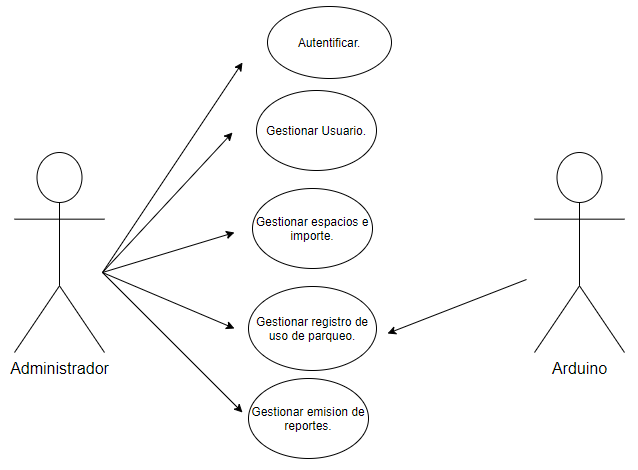 Autentificar.
Gestionar Usuario.
Gestionar espacios e
importe.
Gestionar registro de
uso de parqueo.
Gestionar emision de
reportes.
Administrador
Arduino